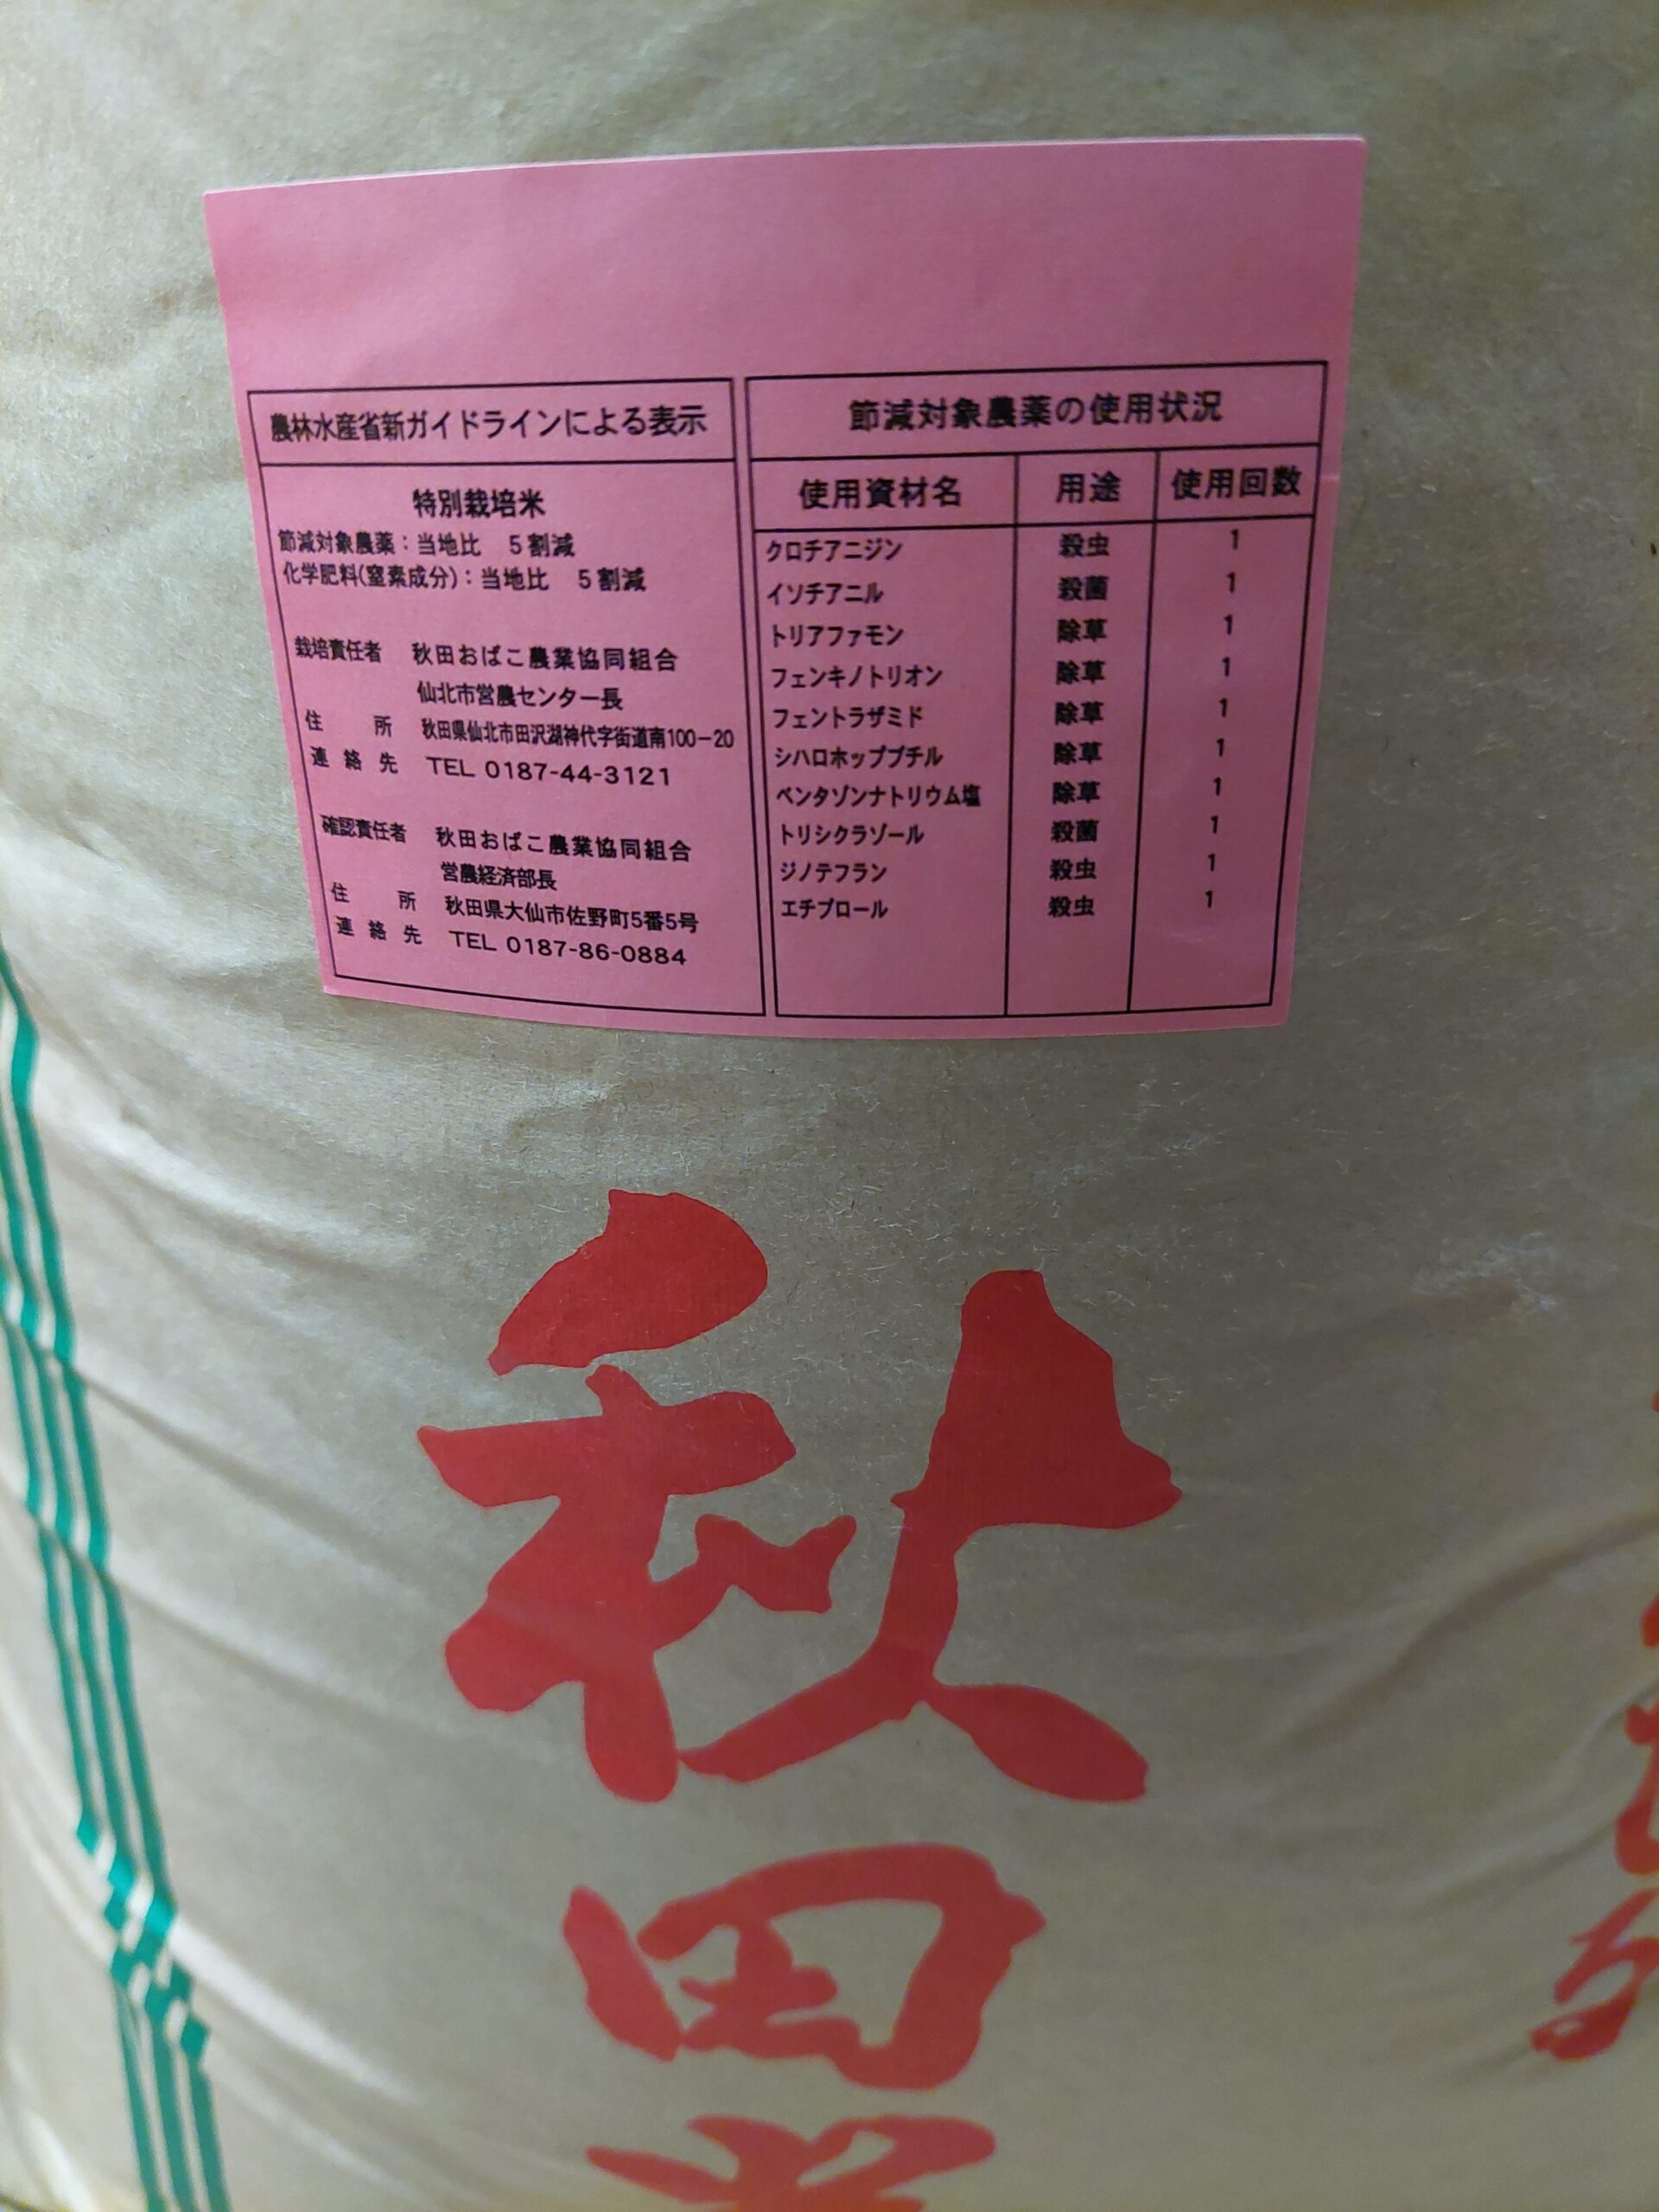 農林水産省新ガイドラインによる表示
特別栽培米
節減対象農薬：当地比　5割減
化学肥料(窒素成分)：当地比　5割減
栽培責任者　秋田おばこ農業協同組合
仙北市営農センター長
住　所　秋田県仙北市田沢湖神代字街道南100－20
連絡先　TEL 0187-44-3121
確認責任者　秋田おばこ農業協同組合
営農経済部長
住　所　秋田県大仙市佐野町5番5号
連絡先　TEL 0187-86-0884
節減対象農薬の使用状況
使用資材名　用途　使用回数
クロチアニジン　殺虫　1
イソチアニル　殺菌　1
トリアファモン　除草　1
フェンキノトリオン　除草　1
フェントラザミド　除草　1
シハロホップブチル　除草　1
ベンタゾンナトリウム塩　除草　1
トリシクラゾール　殺菌　1
ジノテフラン　殺虫　1
エチプロール　殺虫　1
秋田